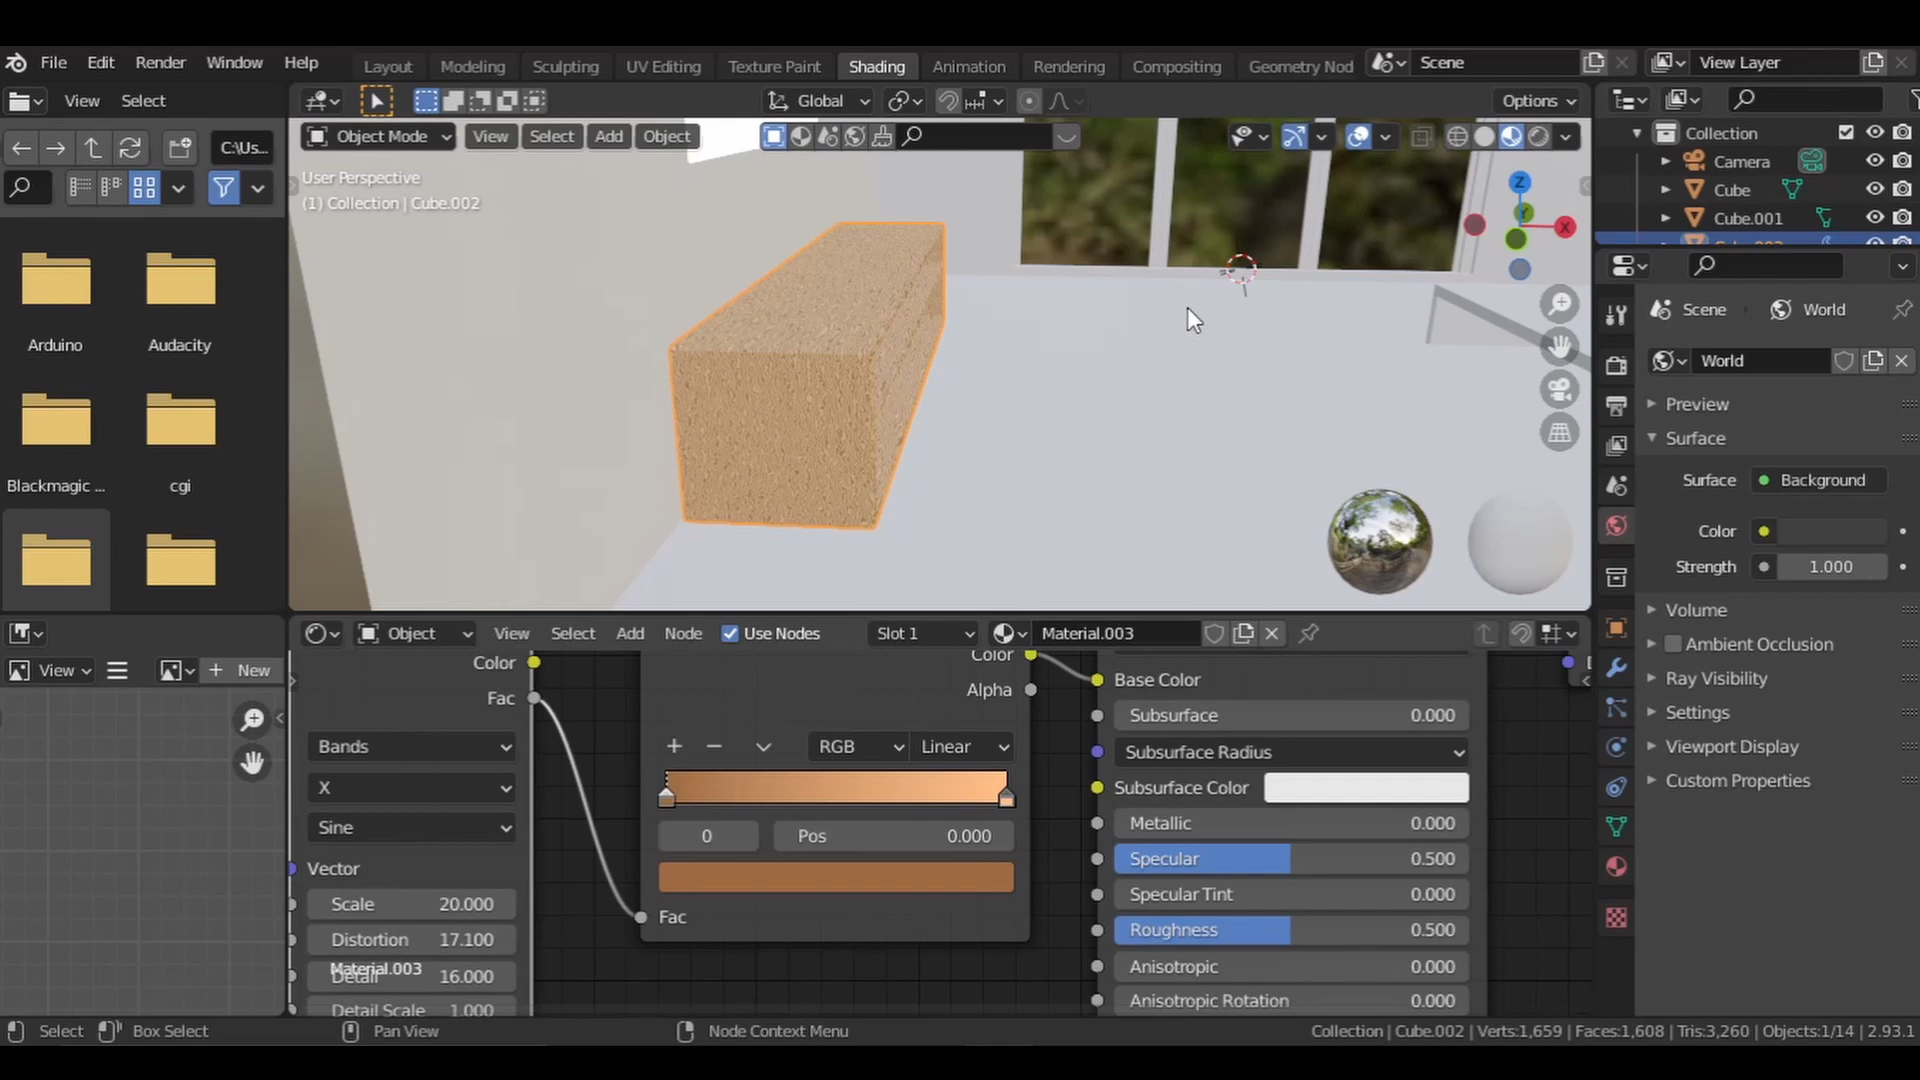 File Edit Render Window Help Layout Modeling Sculpting UV Editing Texture Paint Shading Animation Rendering Compositing Geometry Nod Scene View Layer
View Select Global Options
C:\Us...
Object Mode View Select Add Object
User Perspective
(1) Collection | Cube.002
Z
Y
X
Collection
Camera
Cube
Cube.001
Scene World
World
Preview
Surface
Surface Background
Color
Strength 1.000
Volume
Ambient Occlusion
Ray Visibility
Settings
Viewport Display
Custom Properties
Arduino Audacity
Blackmagic ... cgi
Object View Select Add Node Use Nodes Slot 1 Material.003
View New
Color
Fac
Bands
X
Sine
Vector
Scale 20.000
Distortion 17.100
Material.003
Detail 16.000
Detail Scale 1.000
Color
Alpha
RGB Linear
0 Pos 0.000
Fac
Base Color
Subsurface 0.000
Subsurface Radius
Subsurface Color
Metallic 0.000
Specular 0.500
Specular Tint 0.000
Roughness 0.500
Anisotropic 0.000
Anisotropic Rotation 0.000
Select Box Select Pan View Node Context Menu Collection | Cube.002 | Verts:1,659 | Faces:1,608 | Tris:3,260 | Objects:1/14 | 2.93.1